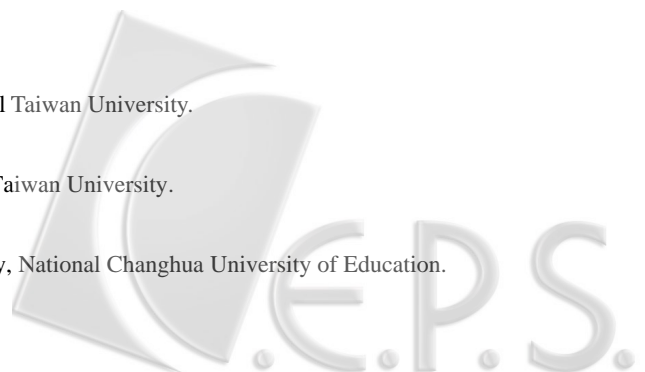 l Taiwan University.
Taiwan University.
y, National Changhua University of Education.
C.E.P.S.